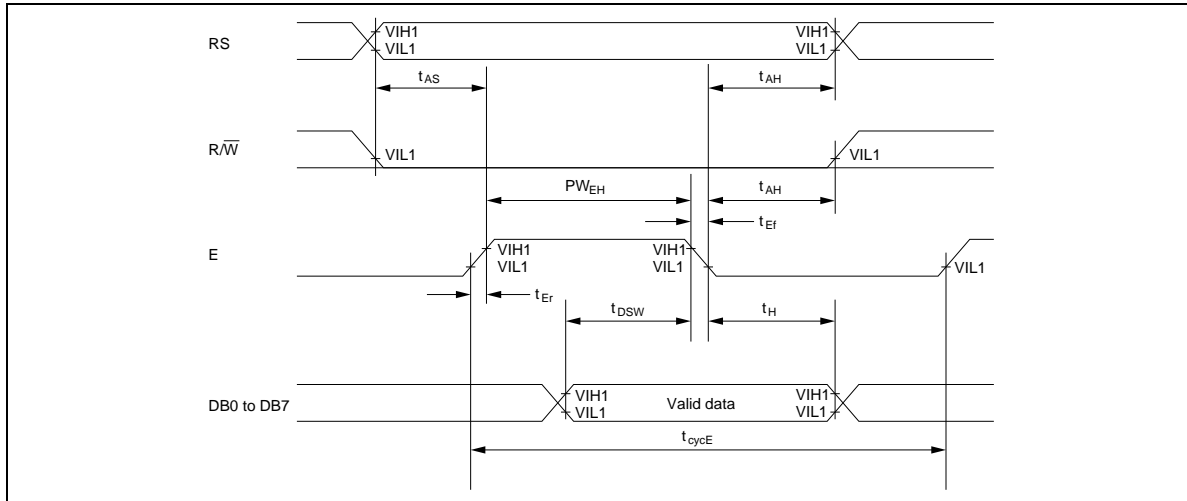 RS
VIH1
VIL1
VIH1
VIL1
tAS
tAH
R/W̅
VIL1
VIL1
PWEH
tAH
tEf
E
VIH1
VIL1
VIH1
VIL1
VIL1
tEr
tDSW
tH
DB0 to DB7
VIH1
VIL1
Valid data
VIH1
VIL1
tcycE